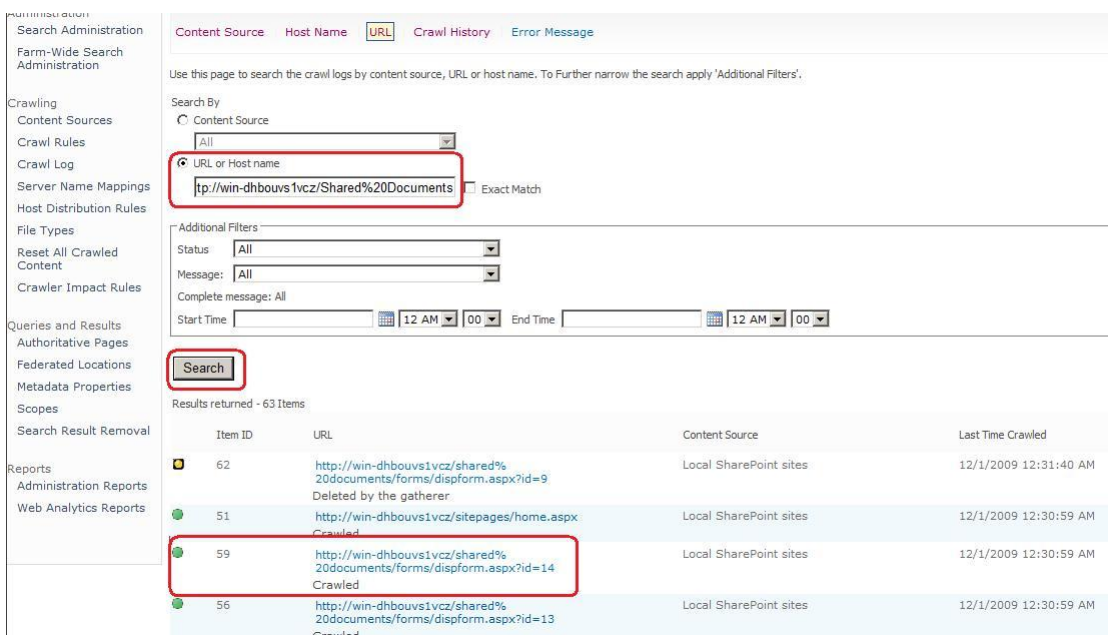 Administration
Search Administration
Farm-Wide Search
Administration
Crawling
Content Sources
Crawl Rules
Crawl Log
Server Name Mappings
Host Distribution Rules
File Types
Reset All Crawled
Content
Crawler Impact Rules
Queries and Results
Authoritative Pages
Federated Locations
Metadata Properties
Scopes
Search Result Removal
Reports
Administration Reports
Web Analytics Reports
Content Source Host Name URL Crawl History Error Message
Use this page to search the crawl logs by content source, URL or host name. To Further narrow the search apply 'Additional Filters'.
Search By
Content Source
All
URL or Host name
tp://win-dhbouvs1vcz/Shared%20Documents Exact Match
Additional Filters
Status All
Message: All
Complete message: All
Start Time 12 AM 00 End Time 12 AM 00
Search
Results returned - 63 Items
Item ID URL Content Source Last Time Crawled
62 http://win-dhbouvs1vcz/shared% Local SharePoint sites 12/1/2009 12:31:40 AM
20documents/forms/dispform.aspx?id=9
Deleted by the gatherer
51 http://win-dhbouvs1vcz/sitepages/home.aspx Local SharePoint sites 12/1/2009 12:30:59 AM
Crawled
59 http://win-dhbouvs1vcz/shared% Local SharePoint sites 12/1/2009 12:30:59 AM
20documents/forms/dispform.aspx?id=14
Crawled
56 http://win-dhbouvs1vcz/shared% Local SharePoint sites 12/1/2009 12:30:59 AM
20documents/forms/dispform.aspx?id=13
Crawled